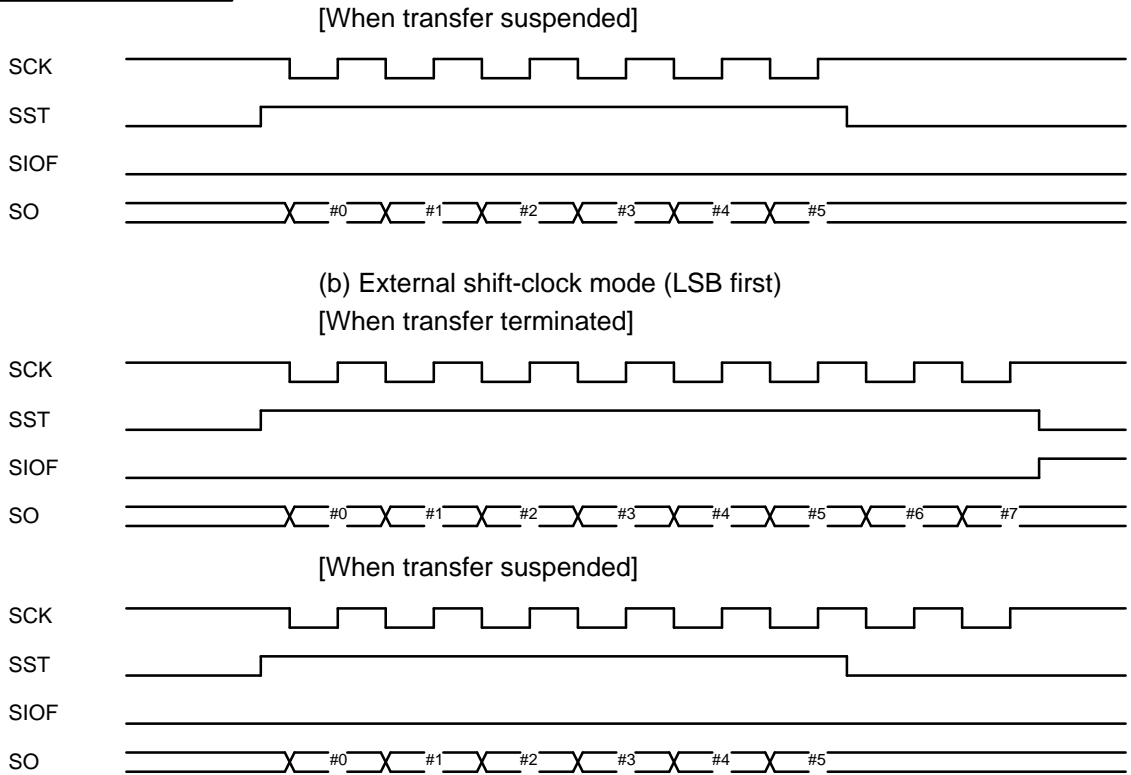 [When transfer suspended]
SCK
SST
SIOF
SO #0 #1 #2 #3 #4 #5
(b) External shift-clock mode (LSB first)
[When transfer terminated]
SCK
SST
SIOF
SO #0 #1 #2 #3 #4 #5 #6 #7
[When transfer suspended]
SCK
SST
SIOF
SO #0 #1 #2 #3 #4 #5